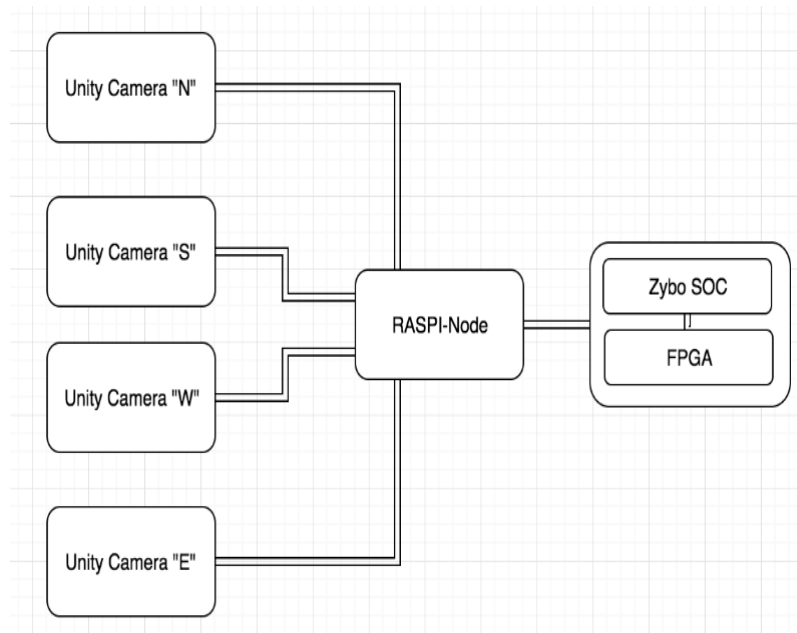 Unity Camera "N"
Unity Camera "S"
Unity Camera "W"
Unity Camera "E"
RASPI-Node
Zybo SOC
FPGA